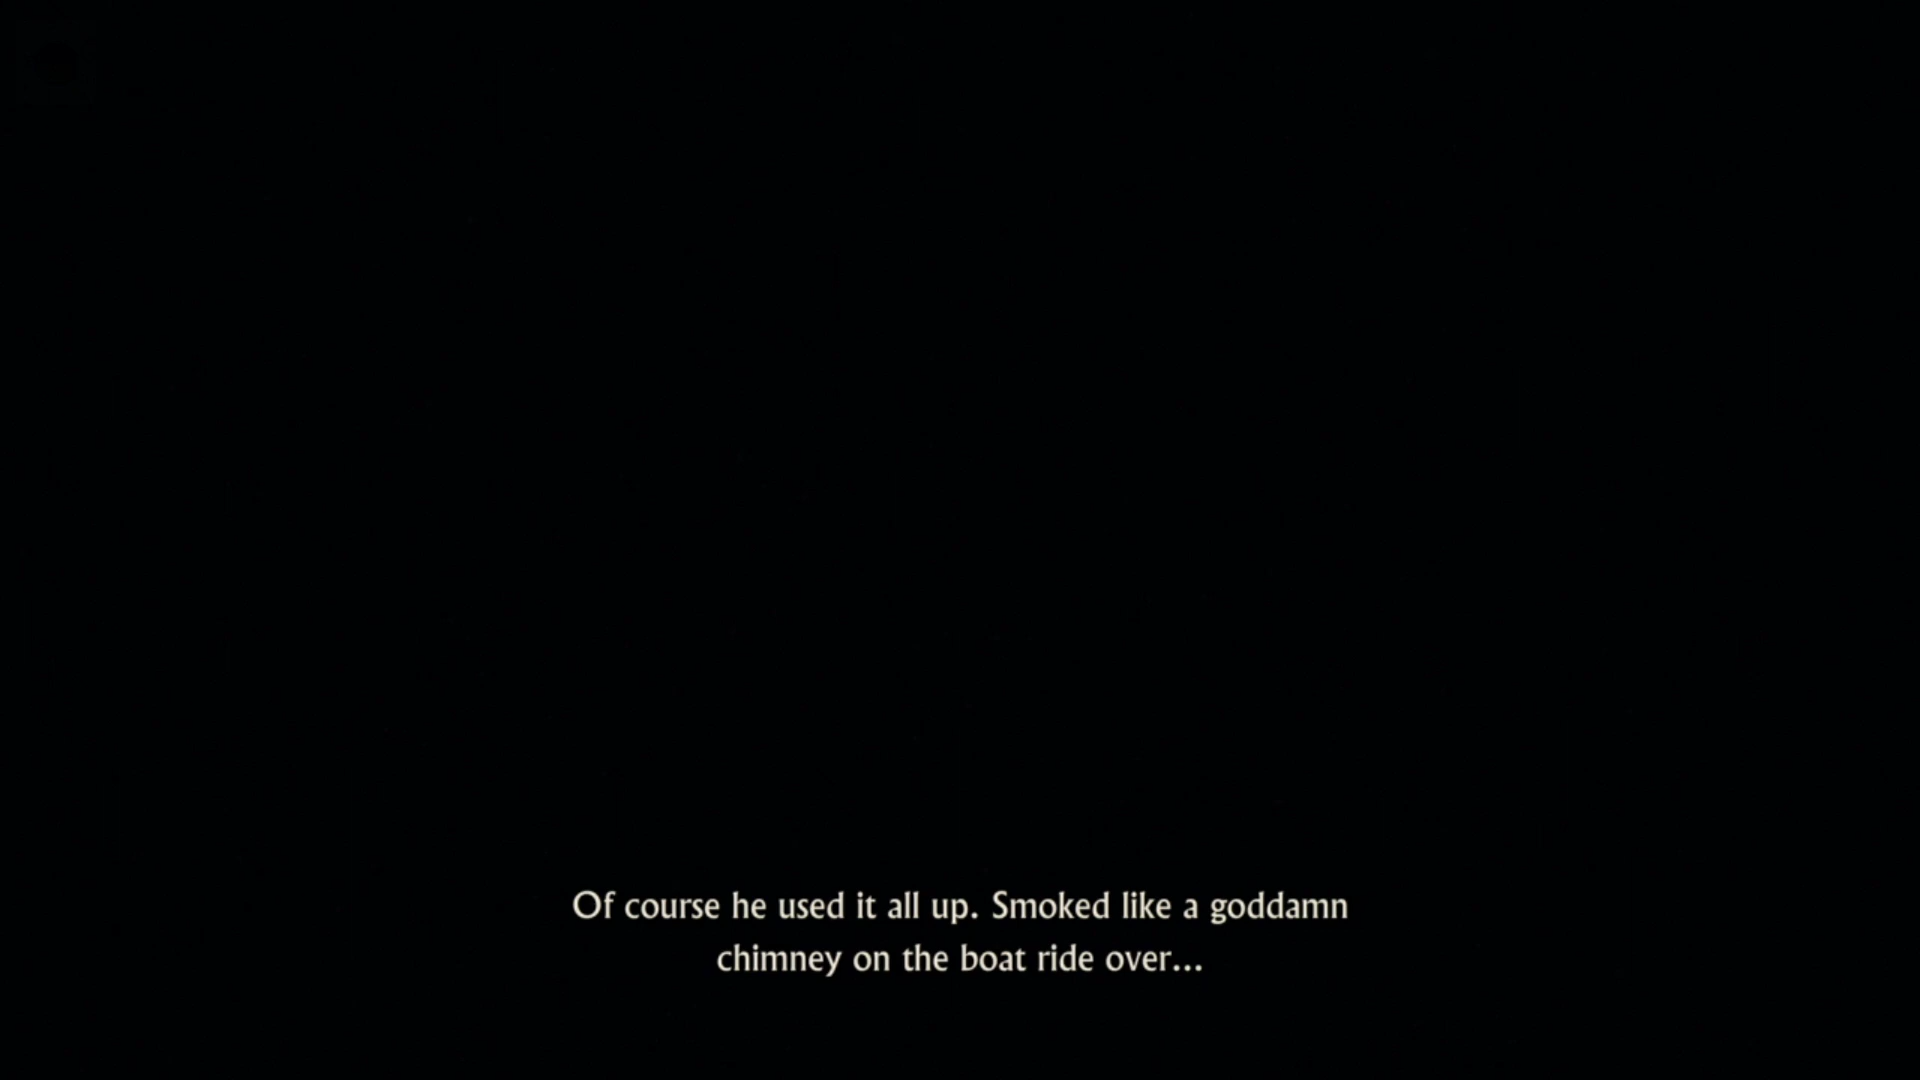 Of course he used it all up. Smoked like a goddamn
chimney on the boat ride over...